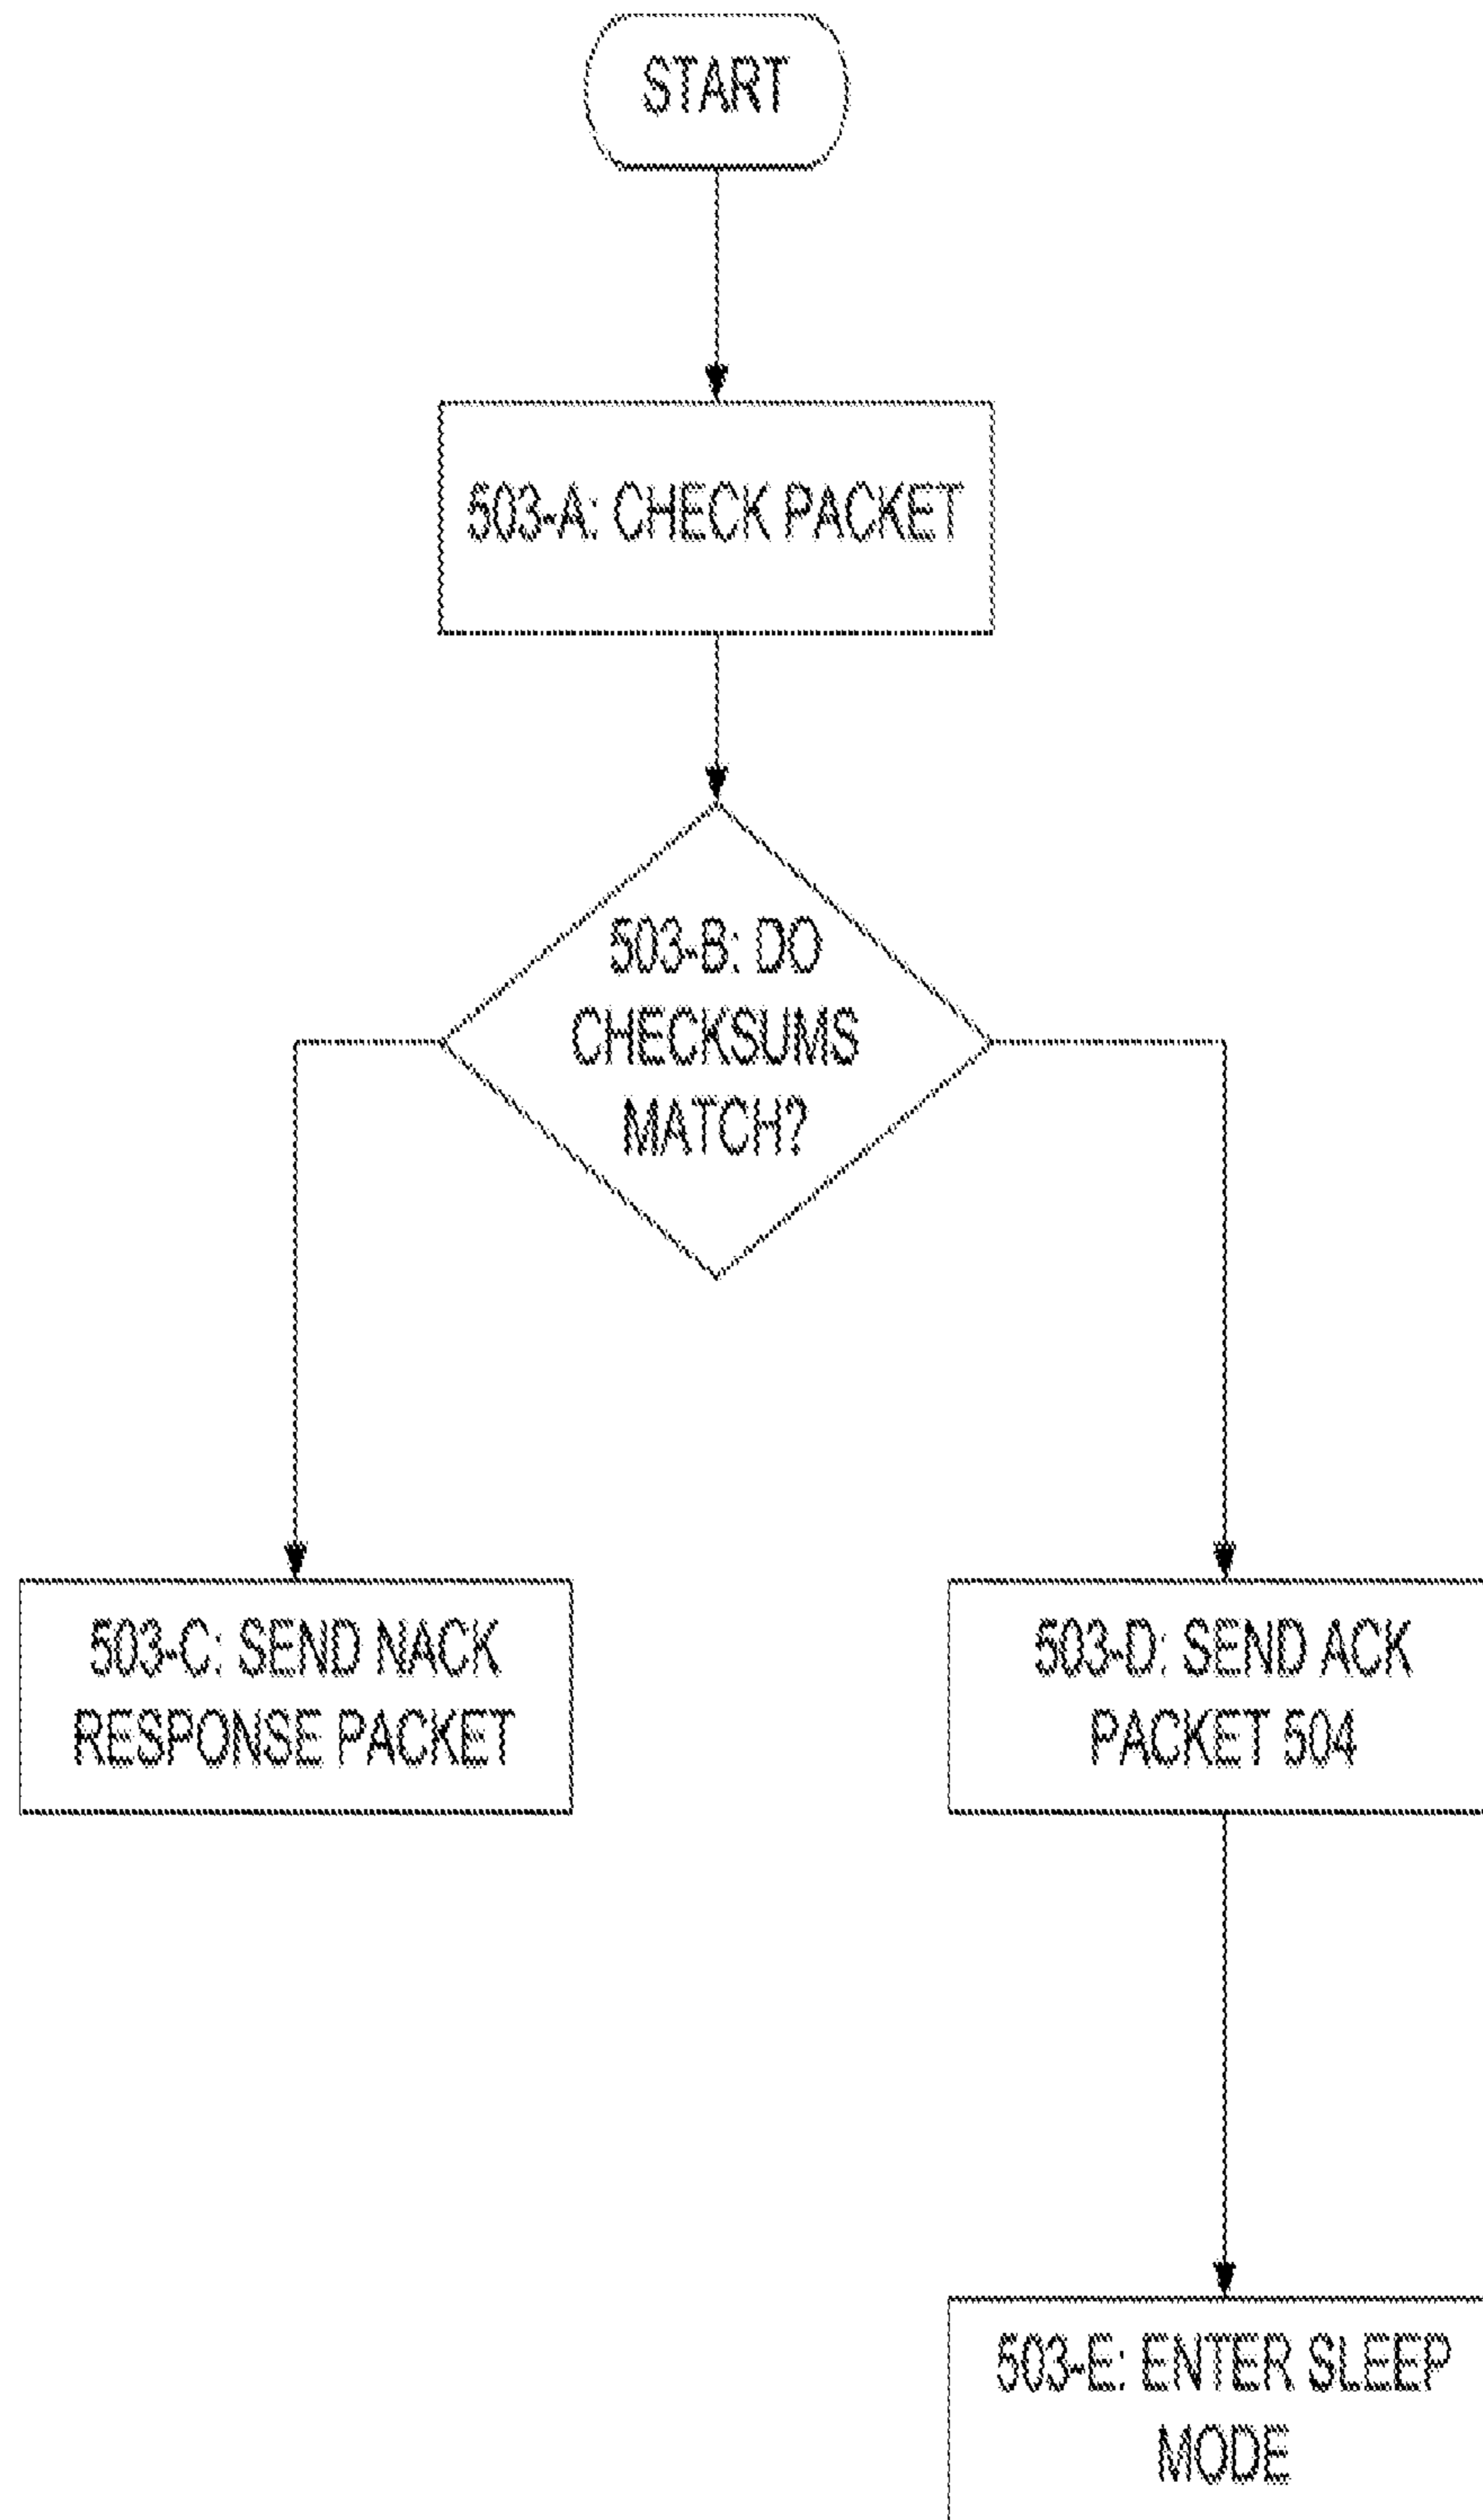 START
503-A: CHECK PACKET
503-B: DO
CHECKSUMS
MATCH?
503-C: SEND NACK
RESPONSE PACKET
503-D: SEND ACK
PACKET 504
503-E: ENTER SLEEP
MODE